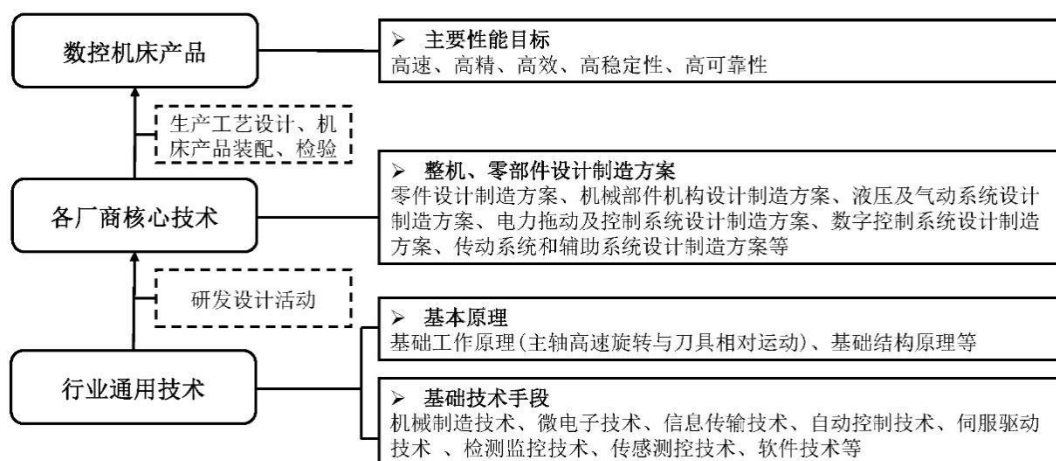 数控机床产品
➢ 主要性能目标
高速、高精、高效、高稳定性、高可靠性
生产工艺设计、机
床产品装配、检验
各厂商核心技术
➢ 整机、零部件设计制造方案
零件设计制造方案、机械部件机构设计制造方案、液压及气动系统设计
制造方案、电力拖动及控制系统设计制造方案、数字控制系统设计制造
方案、传动系统和辅助系统设计制造方案等
研发设计活动
行业通用技术
➢ 基本原理
基础工作原理(主轴高速旋转与刀具相对运动)、基础结构原理等
➢ 基础技术手段
机械制造技术、微电子技术、信息传输技术、自动控制技术、伺服驱动
技术 、检测监控技术、传感测控技术、软件技术等